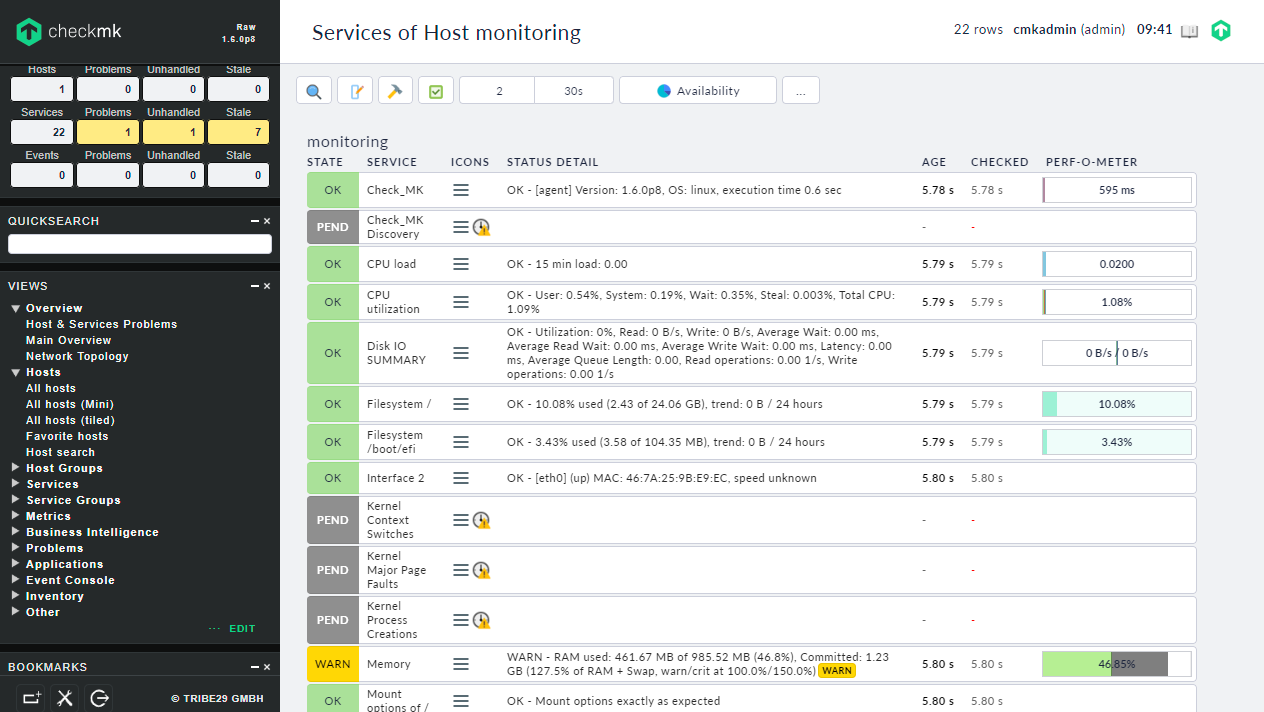 checkmk
Raw
1.6.0p8
Hosts Problems Unhandled Stale
1 0 0 0
Services Problems Unhandled Stale
22 1 1 7
Events Problems Unhandled Stale
0 0 0 0
QUICKSEARCH
VIEWS
Overview
Host & Services Problems
Main Overview
Network Topology
Hosts
All hosts
All hosts (Mini)
All hosts (tiled)
Favorite hosts
Host search
Host Groups
Services
Service Groups
Metrics
Business Intelligence
Problems
Applications
Event Console
Inventory
Other
... EDIT
BOOKMARKS
© TRIBE29 GMBH
Services of Host monitoring
22 rows cmkadmin (admin) 09:41
2 30s Availability ...
monitoring
STATE SERVICE ICONS STATUS DETAIL AGE CHECKED PERF-O-METER
OK Check_MK OK - [agent] Version: 1.6.0p8, OS: linux, execution time 0.6 sec 5.78 s 5.78 s 595 ms
PEND Check_MK
Discovery - -
OK CPU load OK - 15 min load: 0.00 5.79 s 5.79 s 0.0200
OK CPU
utilization OK - User: 0.54%, System: 0.19%, Wait: 0.35%, Steal: 0.003%, Total CPU:
1.09% 5.79 s 5.79 s 1.08%
OK Disk IO
SUMMARY OK - Utilization: 0%, Read: 0 B/s, Write: 0 B/s, Average Wait: 0.00 ms,
Average Read Wait: 0.00 ms, Average Write Wait: 0.00 ms, Latency: 0.00
ms, Average Queue Length: 0.00, Read operations: 0.00 1/s, Write
operations: 0.00 1/s 5.79 s 5.79 s 0 B/s / 0 B/s
OK Filesystem / OK - 10.08% used (2.43 of 24.06 GB), trend: 0 B / 24 hours 5.79 s 5.79 s 10.08%
OK Filesystem
/boot/efi OK - 3.43% used (3.58 of 104.35 MB), trend: 0 B / 24 hours 5.79 s 5.79 s 3.43%
OK Interface 2 OK - [eth0] (up) MAC: 46:7A:25:9B:E9:EC, speed unknown 5.80 s 5.80 s
PEND Kernel
Context
Switches - -
PEND Kernel
Major Page
Faults - -
PEND Kernel
Process
Creations - -
WARN Memory WARN - RAM used: 461.67 MB of 985.52 MB (46.8%), Committed: 1.23
GB (127.5% of RAM + Swap, warn/crit at 100.0%/150.0%) WARN 5.80 s 5.80 s 46.85%
OK Mount
options of / OK - Mount options exactly as expected 5.80 s 5.80 s